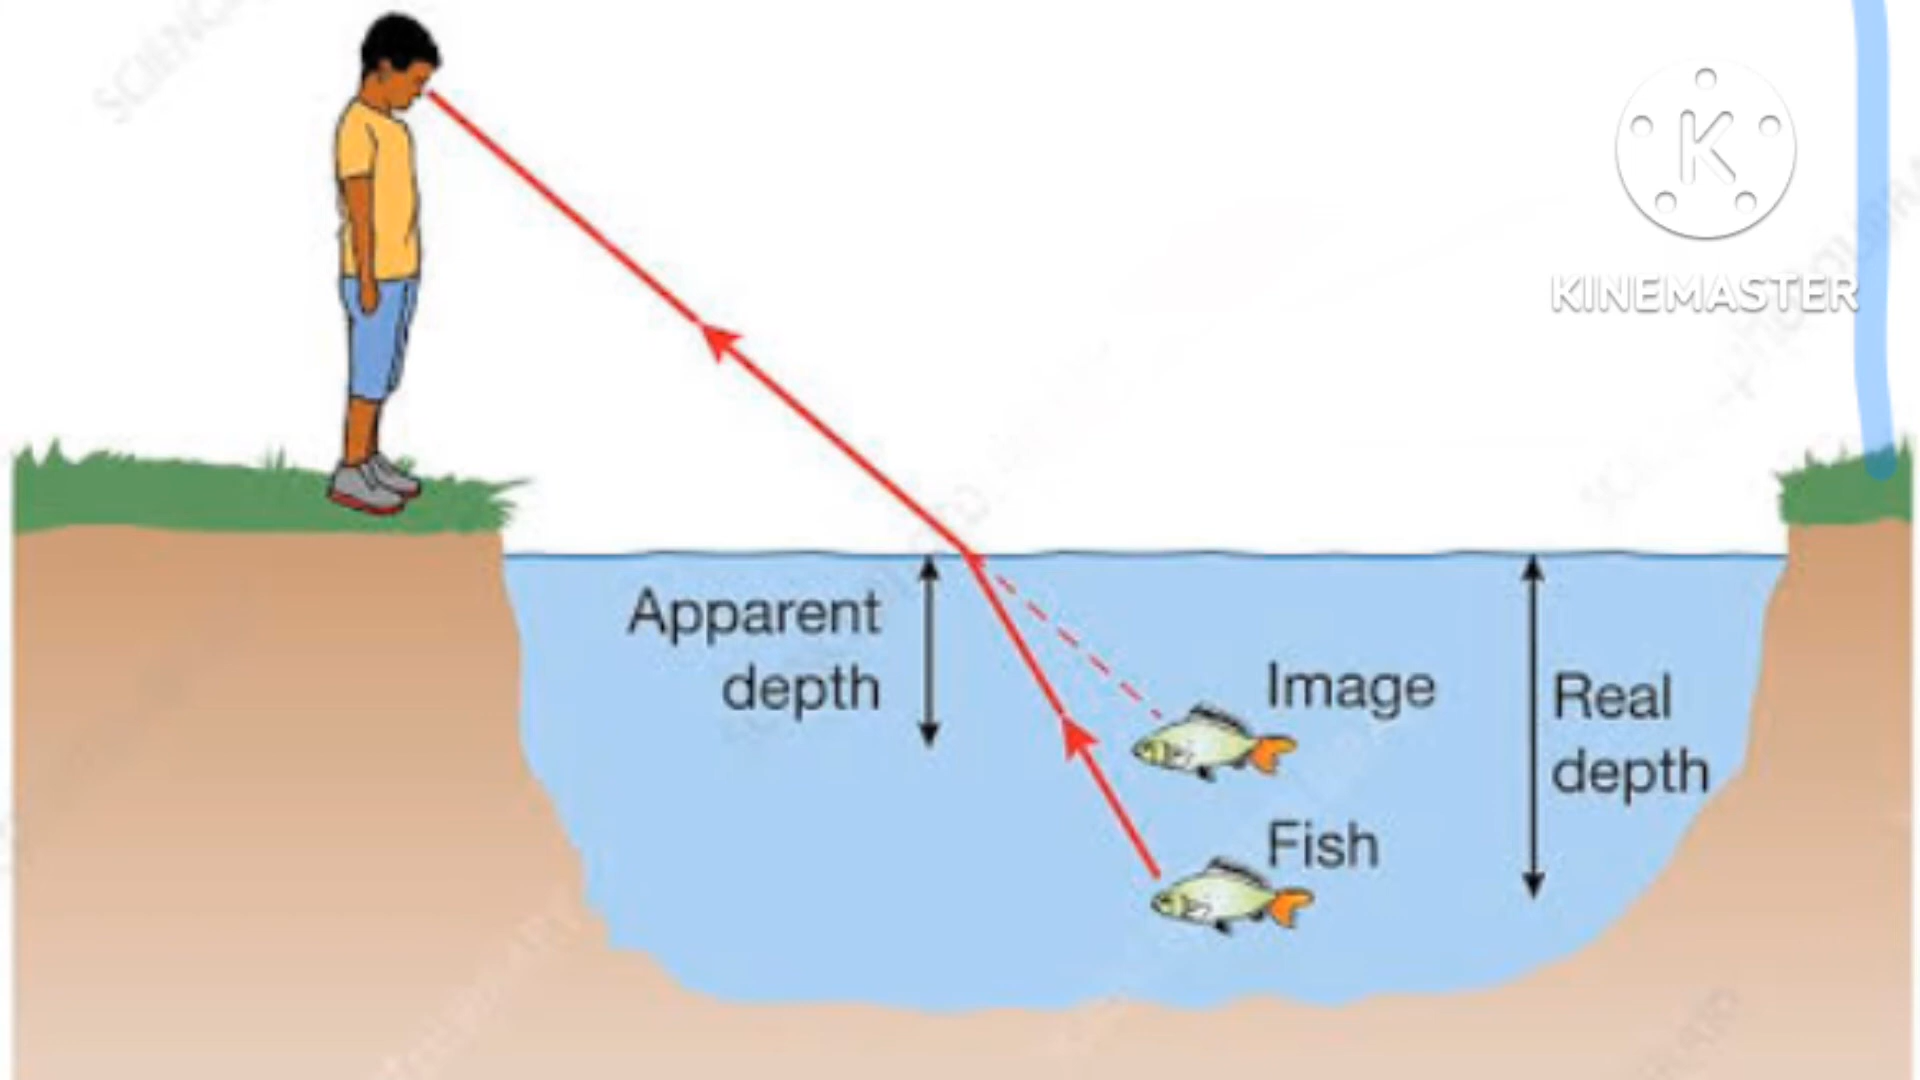 K
KINEMASTER
Apparent
depth
Image
Real
depth
Fish